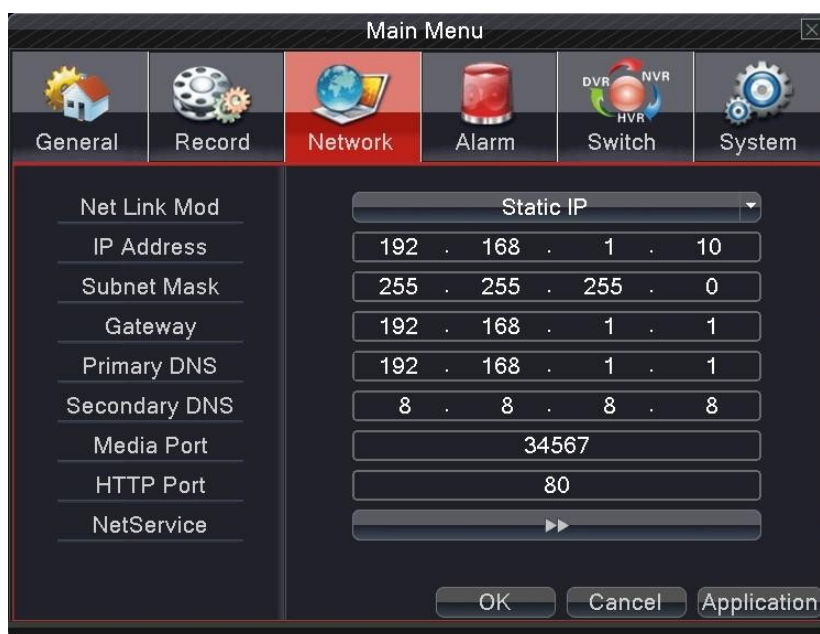 Main Menu
DVR NVR
HVR
General Record Network Alarm Switch System
Net Link Mod Static IP
IP Address 192 . 168 . 1 . 10
Subnet Mask 255 . 255 . 255 . 0
Gateway 192 . 168 . 1 . 1
Primary DNS 192 . 168 . 1 . 1
Secondary DNS 8 . 8 . 8 . 8
Media Port 34567
HTTP Port 80
NetService
OK Cancel Application